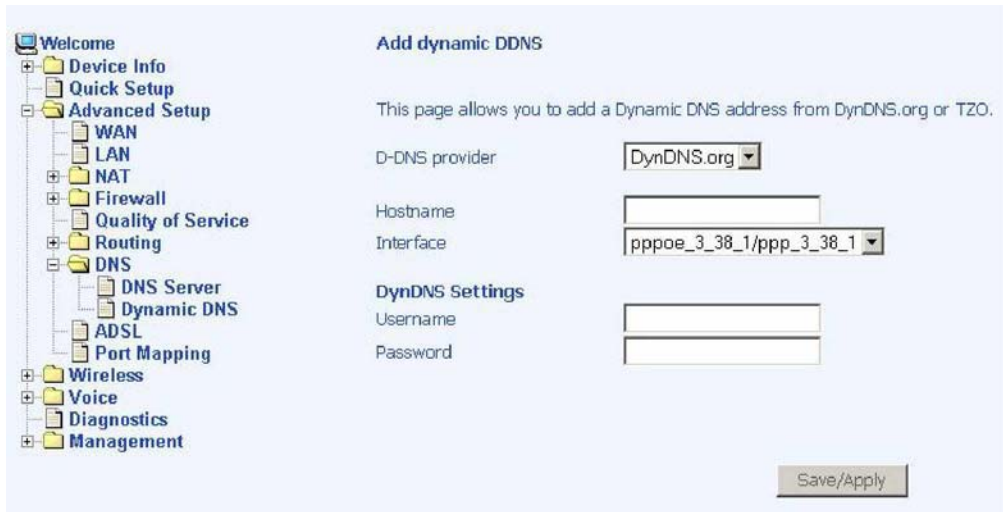 Welcome
Device Info
Quick Setup
Advanced Setup
WAN
LAN
NAT
Firewall
Quality of Service
Routing
DNS
DNS Server
Dynamic DNS
ADSL
Port Mapping
Wireless
Voice
Diagnostics
Management
Add dynamic DDNS
This page allows you to add a Dynamic DNS address from DynDNS.org or TZO.
D-DNS provider DynDNS.org
Hostname
Interface pppoe_3_38_1/ppp_3_38_1
DynDNS Settings
Username
Password
Save/Apply